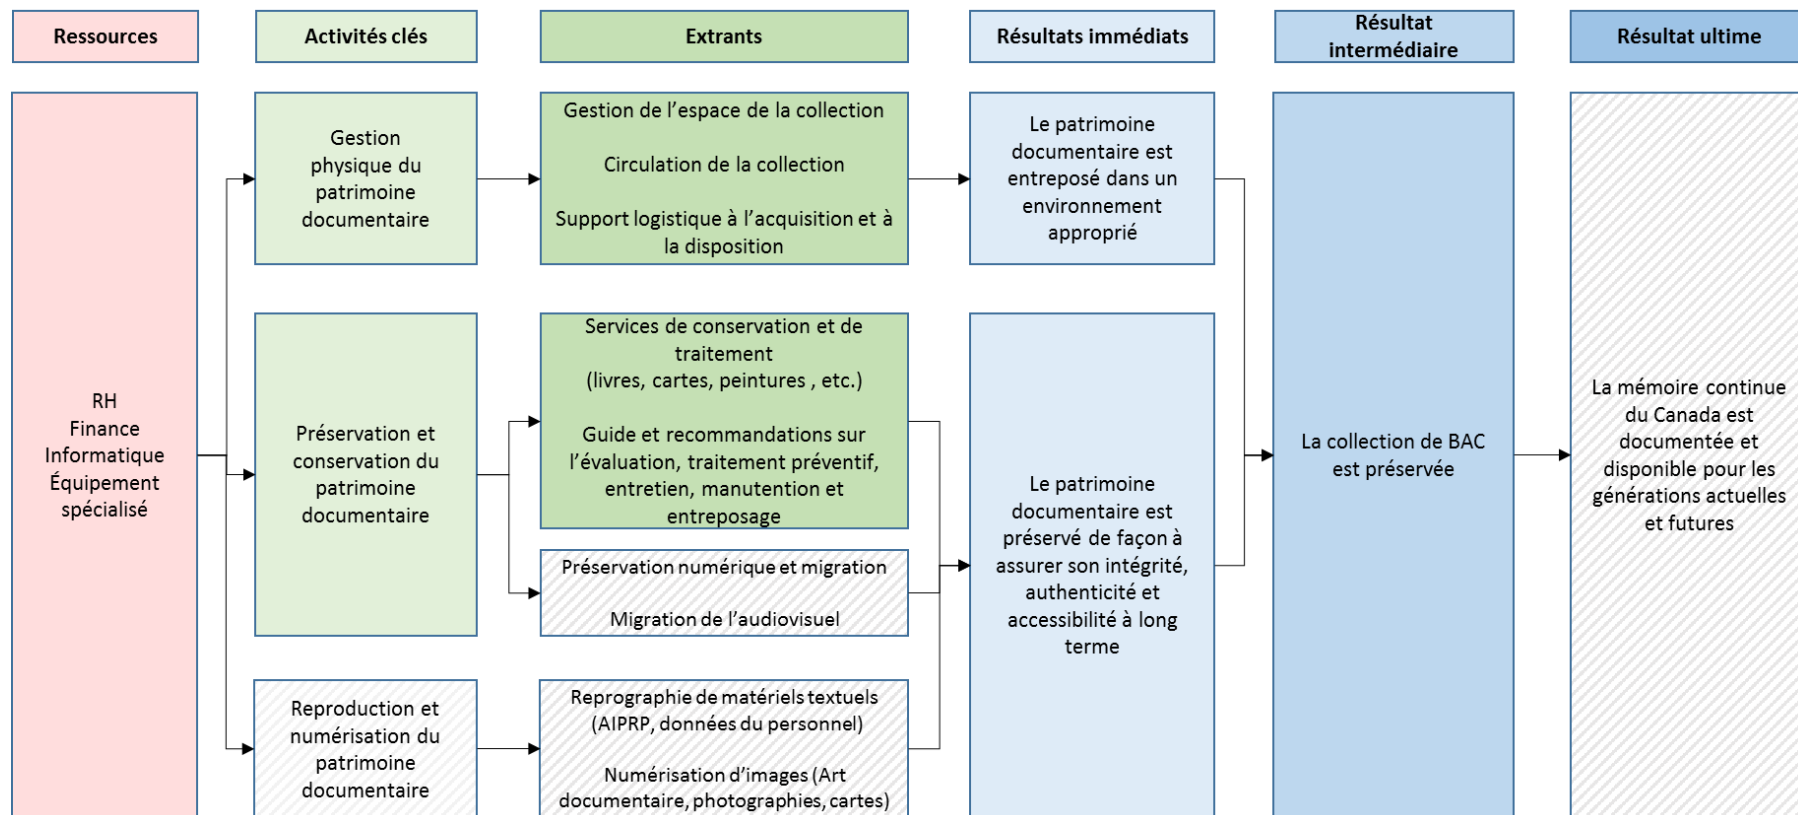 Ressources
Activités clés
Extrants
Résultats immédiats
Résultat
intermédiaire
Résultat ultime
RH
Finance
Informatique
Équipement
spécialisé
Gestion
physique du
patrimoine
documentaire
Gestion de l’espace de la collection
Circulation de la collection
Support logistique à l’acquisition et à
la disposition
Le patrimoine
documentaire est
entreposé dans un
environnement
approprié
Préservation et
conservation du
patrimoine
documentaire
Services de conservation et de
traitement
(livres, cartes, peintures , etc.)
Guide et recommandations sur
l’évaluation, traitement préventif,
entretien, manutention et
entreposage
Préservation numérique et migration
Migration de l’audiovisuel
Reproduction et
numérisation du
patrimoine
documentaire
Reprographie de matériels textuels
(AIPRP, données du personnel)
Numérisation d’images (Art
documentaire, photographies, cartes)
Le patrimoine
documentaire est
préservé de façon à
assurer son intégrité,
authenticité et
accessibilité à long
terme
La collection de BAC
est préservée
La mémoire continue
du Canada est
documentée et
disponible pour les
générations actuelles
et futures